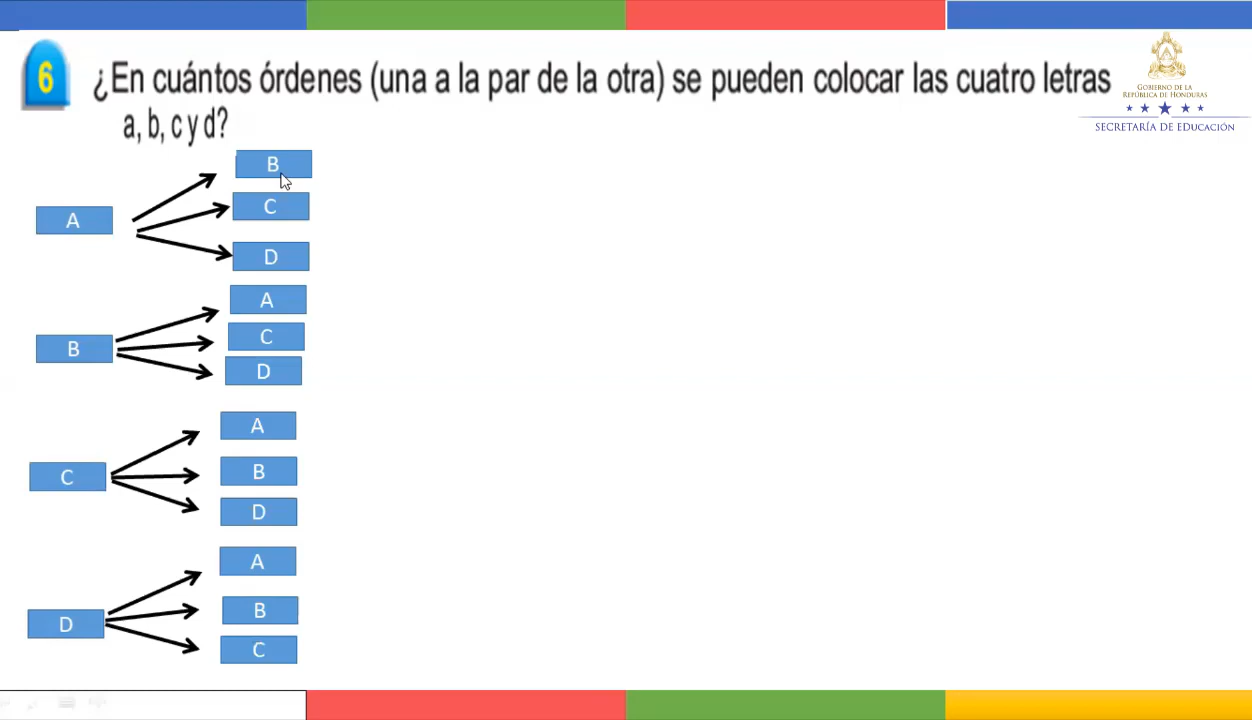 6
¿En cuántos órdenes (una a la par de la otra) se pueden colocar las cuatro letras
a, b, c y d?
GOBIERNO DE LA
REPÚBLICA DE HONDURAS
SECRETARÍA DE EDUCACIÓN
A
B
C
D
B
A
C
D
C
A
B
D
D
A
B
C